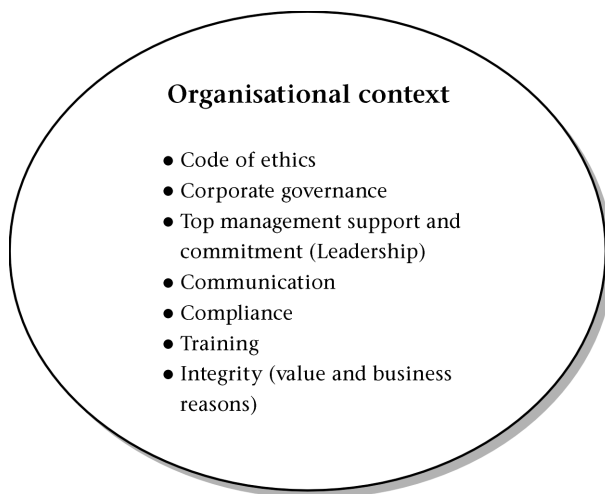 Organisational context
● Code of ethics
● Corporate governance
● Top management support and
commitment (Leadership)
● Communication
● Compliance
● Training
● Integrity (value and business
reasons)